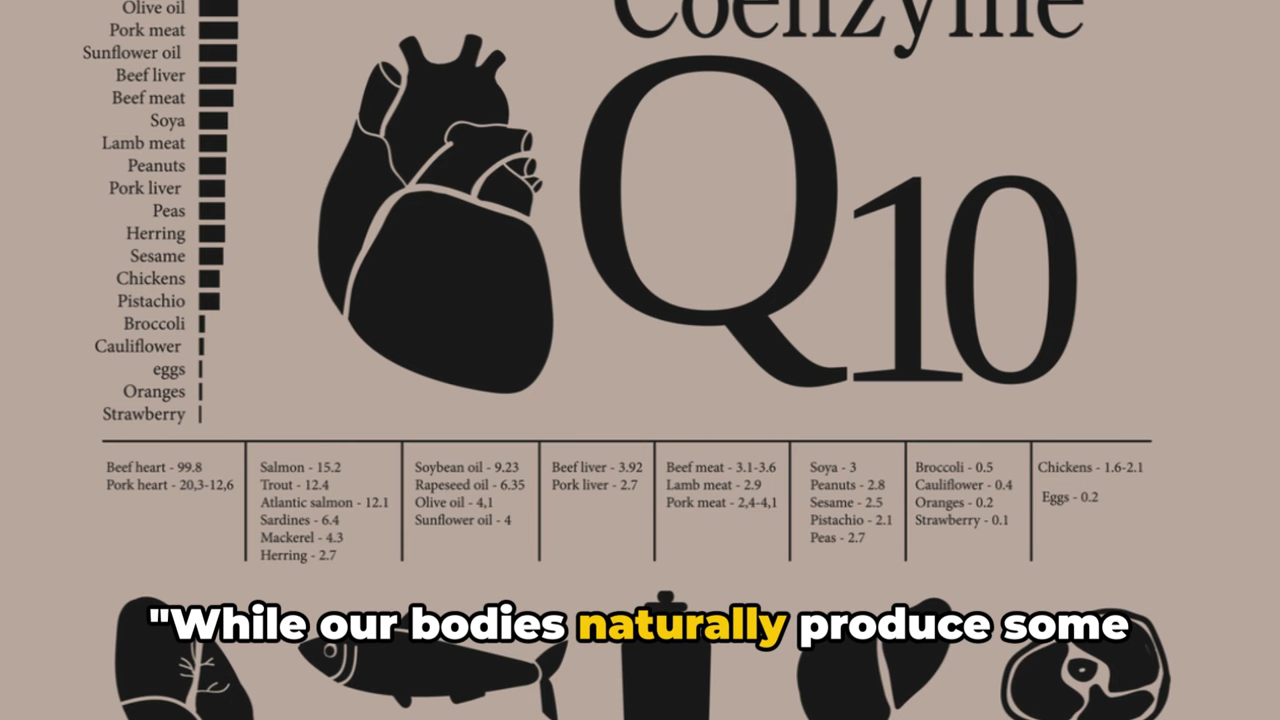 Coenzyme
Q10
Olive oil
Pork meat
Sunflower oil
Beef liver
Beef meat
Soya
Lamb meat
Peanuts
Pork liver
Peas
Herring
Sesame
Chickens
Pistachio
Broccoli
Cauliflower
eggs
Oranges
Strawberry
Beef heart - 99.8
Pork heart - 20,3-12,6
Salmon - 15.2
Trout - 12.4
Atlantic salmon - 12.1
Sardines - 6.4
Mackerel - 4.3
Herring - 2.7
Soybean oil - 9.23
Rapeseed oil - 6.35
Olive oil - 4,1
Sunflower oil - 4
Beef liver - 3.92
Pork liver - 2.7
Beef meat - 3.1-3.6
Lamb meat - 2.9
Pork meat - 2,4-4,1
Soya - 3
Peanuts - 2.8
Sesame - 2.5
Pistachio - 2.1
Peas - 2.7
Broccoli - 0.5
Cauliflower - 0.4
Oranges - 0.2
Strawberry - 0.1
Chickens - 1.6-2.1
Eggs - 0.2
"While our bodies naturally produce some